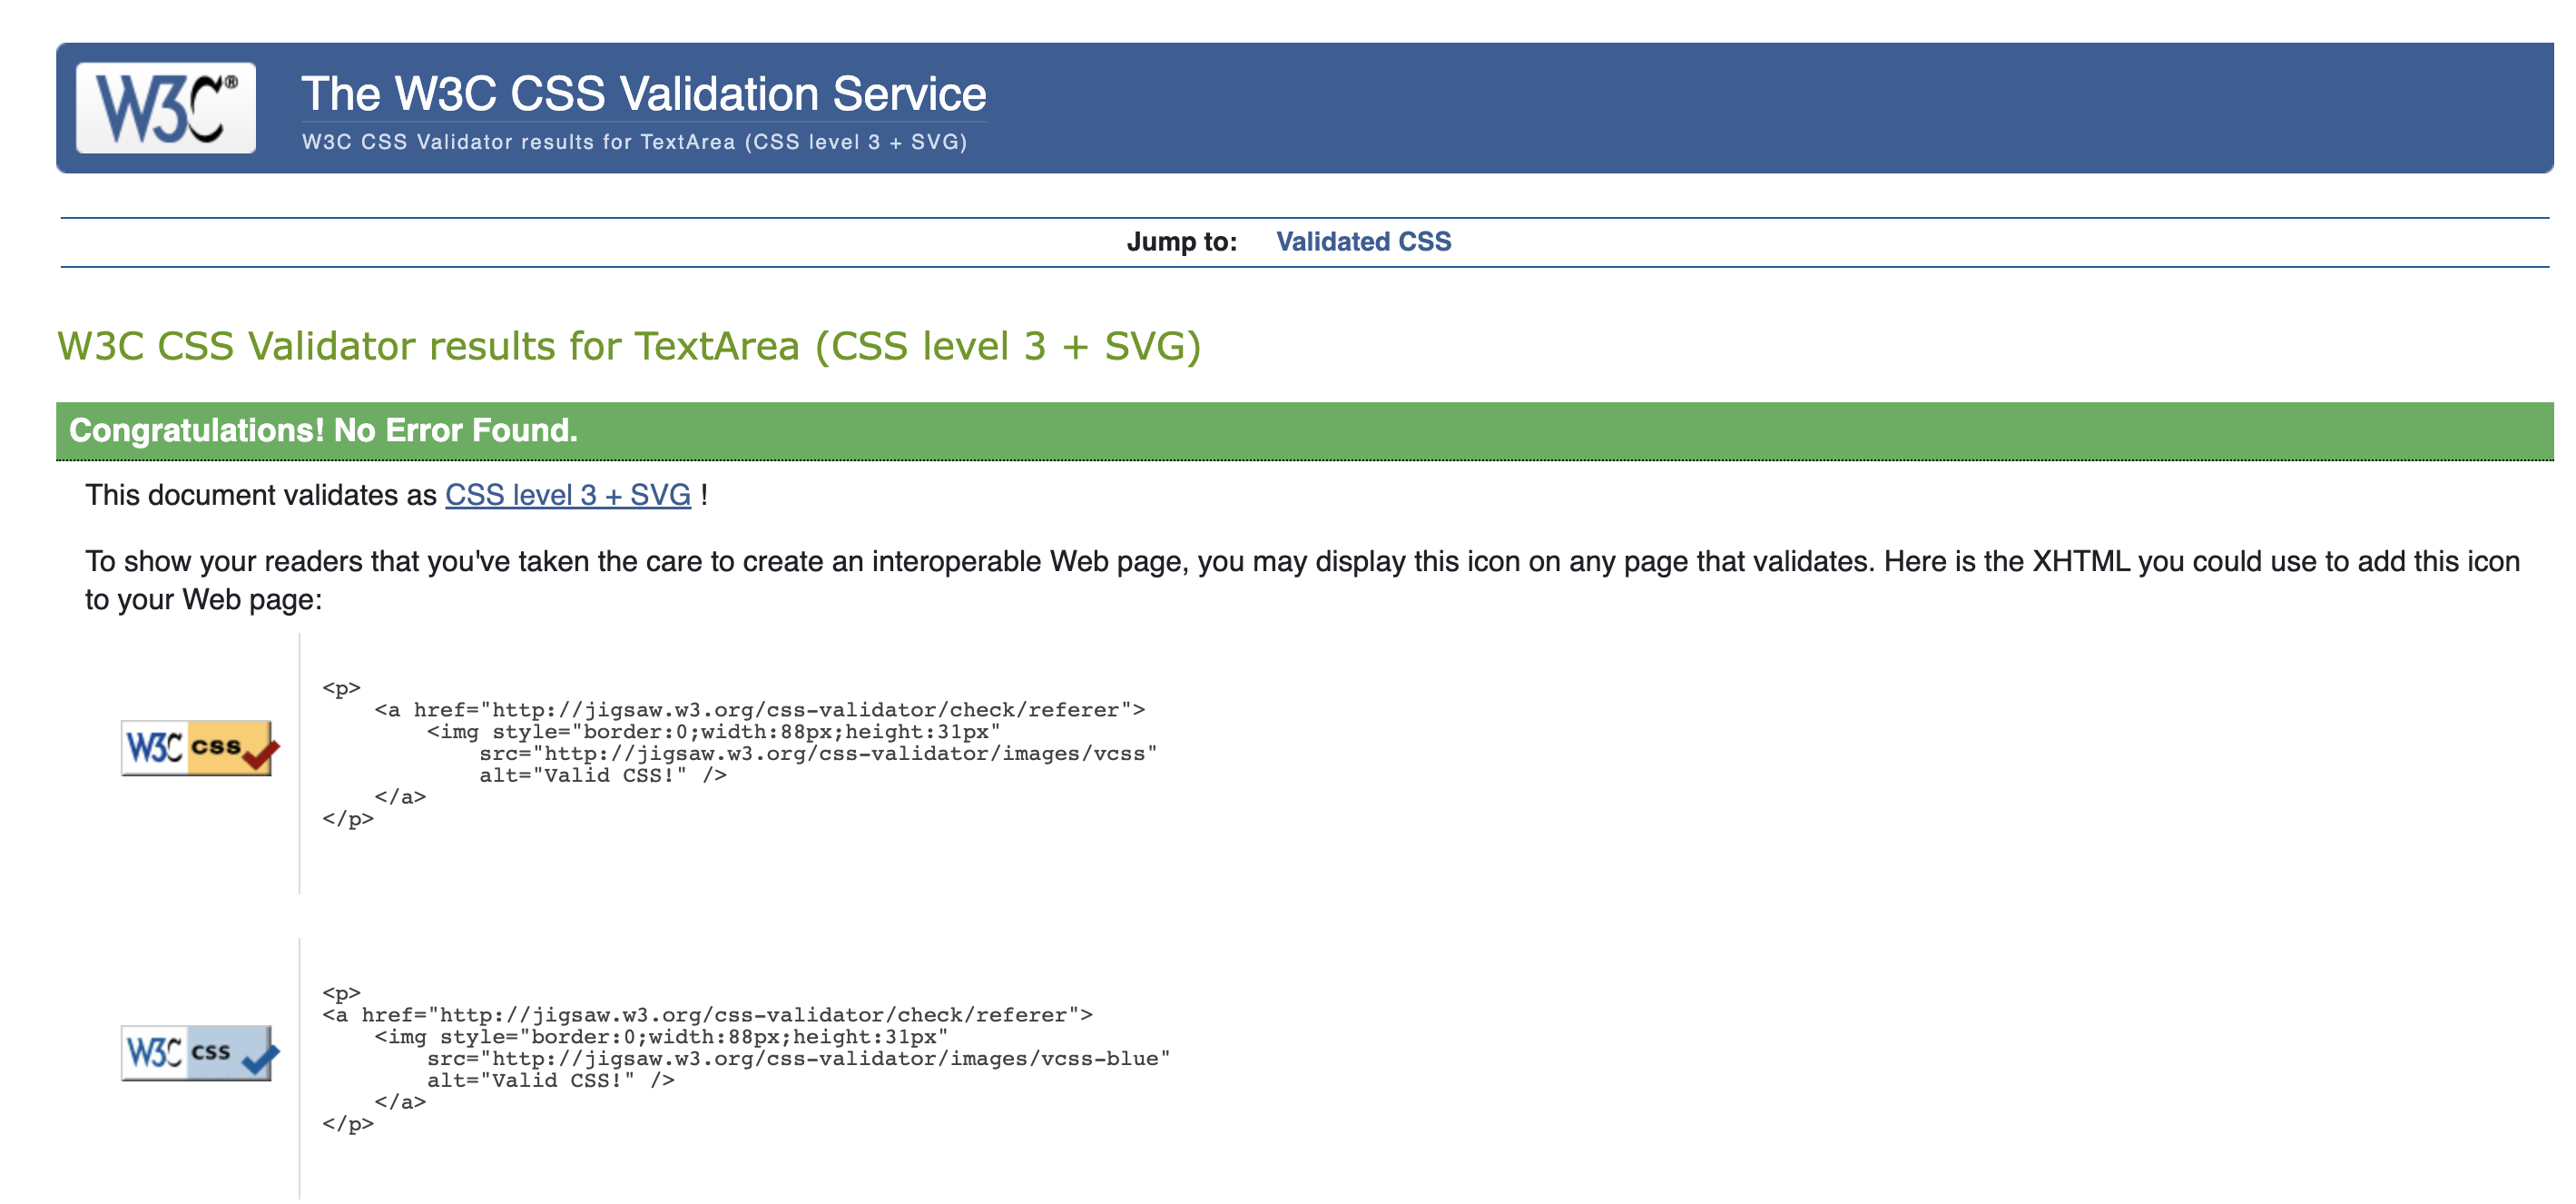 W3C®
The W3C CSS Validation Service
W3C CSS Validator results for TextArea (CSS level 3 + SVG)
Jump to: Validated CSS
W3C CSS Validator results for TextArea (CSS level 3 + SVG)
Congratulations! No Error Found.
This document validates as CSS level 3 + SVG !
To show your readers that you've taken the care to create an interoperable Web page, you may display this icon on any page that validates. Here is the XHTML you could use to add this icon
to your Web page:
W3C css
<p>
    <a href="http://jigsaw.w3.org/css-validator/check/referer">
        <img style="border:0;width:88px;height:31px"
            src="http://jigsaw.w3.org/css-validator/images/vcss"
            alt="Valid CSS!" />
    </a>
</p>
W3C css
<p>
<a href="http://jigsaw.w3.org/css-validator/check/referer">
    <img style="border:0;width:88px;height:31px"
        src="http://jigsaw.w3.org/css-validator/images/vcss-blue"
        alt="Valid CSS!" />
    </a>
</p>